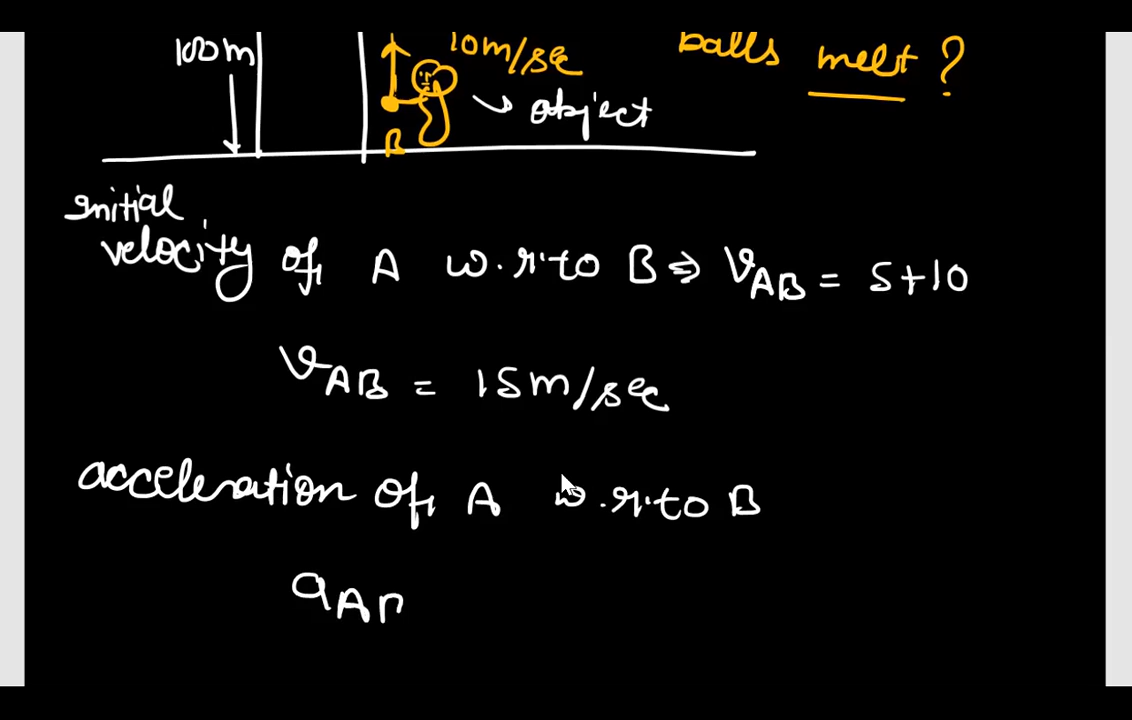 100m 10m/sec balls meet ?
B object
initial
velocity of A w.r.to B ⇒ VAB = 5+10
VAB = 15m/sec
acceleration of A w.r.to B
aA